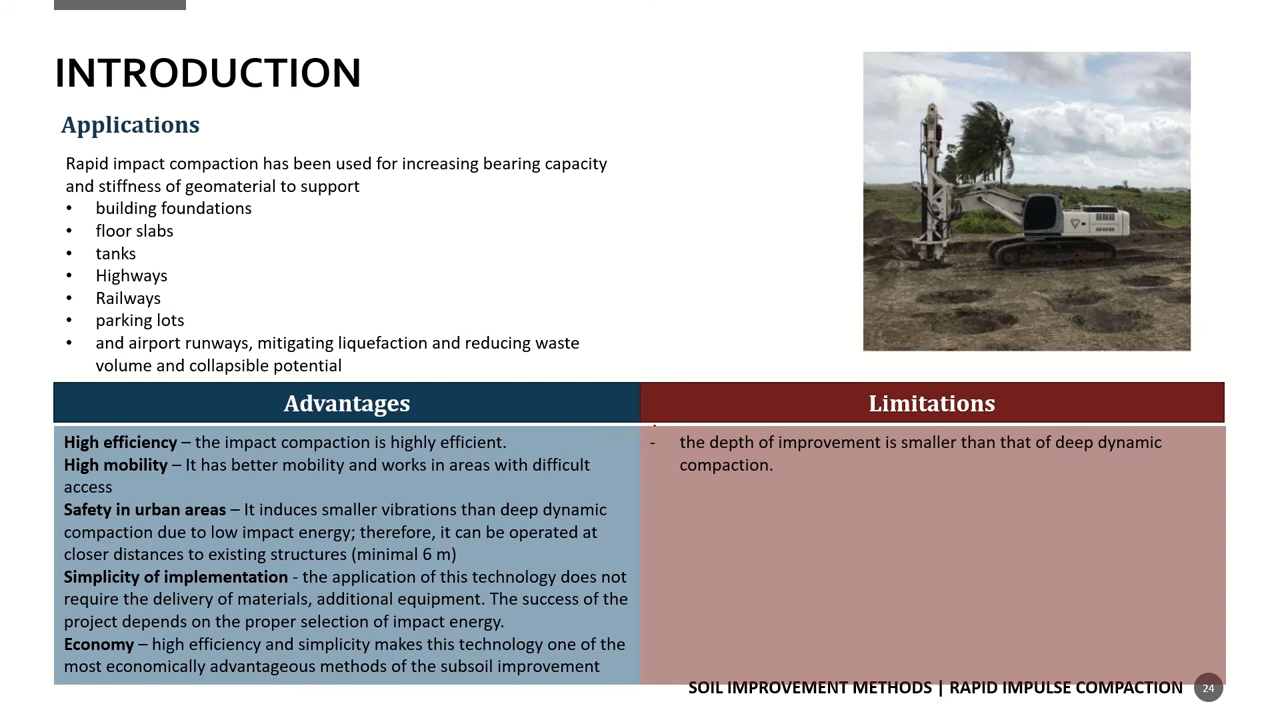 INTRODUCTION
Applications
Rapid impact compaction has been used for increasing bearing capacity
and stiffness of geomaterial to support
• building foundations
• floor slabs
• tanks
• Highways
• Railways
• parking lots
• and airport runways, mitigating liquefaction and reducing waste
volume and collapsible potential
Advantages
High efficiency – the impact compaction is highly efficient.
High mobility – It has better mobility and works in areas with difficult
access
Safety in urban areas – It induces smaller vibrations than deep dynamic
compaction due to low impact energy; therefore, it can be operated at
closer distances to existing structures (minimal 6 m)
Simplicity of implementation - the application of this technology does not
require the delivery of materials, additional equipment. The success of the
project depends on the proper selection of impact energy.
Economy – high efficiency and simplicity makes this technology one of the
most economically advantageous methods of the subsoil improvement
Limitations
- the depth of improvement is smaller than that of deep dynamic
compaction.
SOIL IMPROVEMENT METHODS | RAPID IMPULSE COMPACTION 24